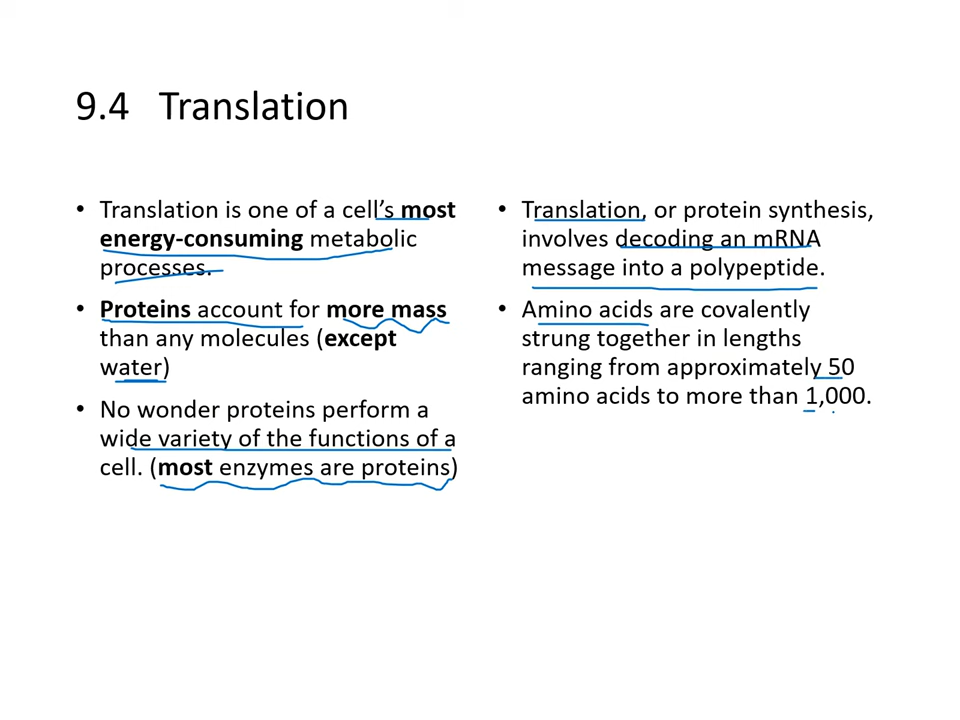 9.4 Translation
• Translation is one of a cell's most
energy-consuming metabolic
processes.
• Proteins account for more mass
than any molecules (except
water)
• No wonder proteins perform a
wide variety of the functions of a
cell. (most enzymes are proteins)
• Translation, or protein synthesis,
involves decoding an mRNA
message into a polypeptide.
• Amino acids are covalently
strung together in lengths
ranging from approximately 50
amino acids to more than 1,000.